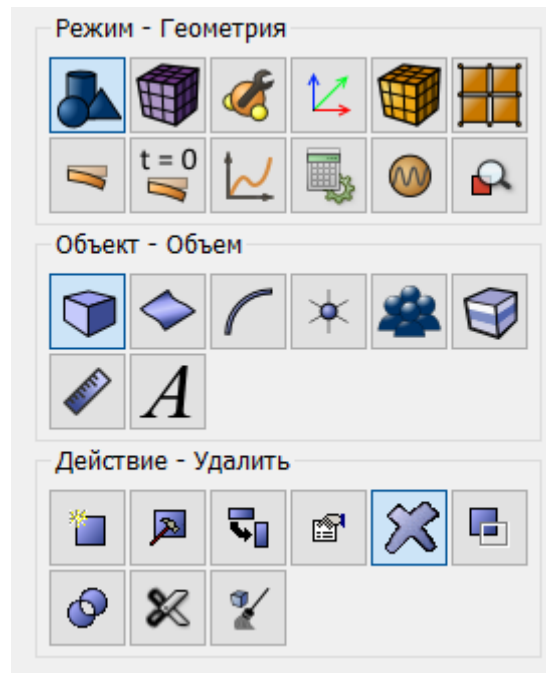 Режим - Геометрия
t = 0
Объект - Объем
A
Действие - Удалить